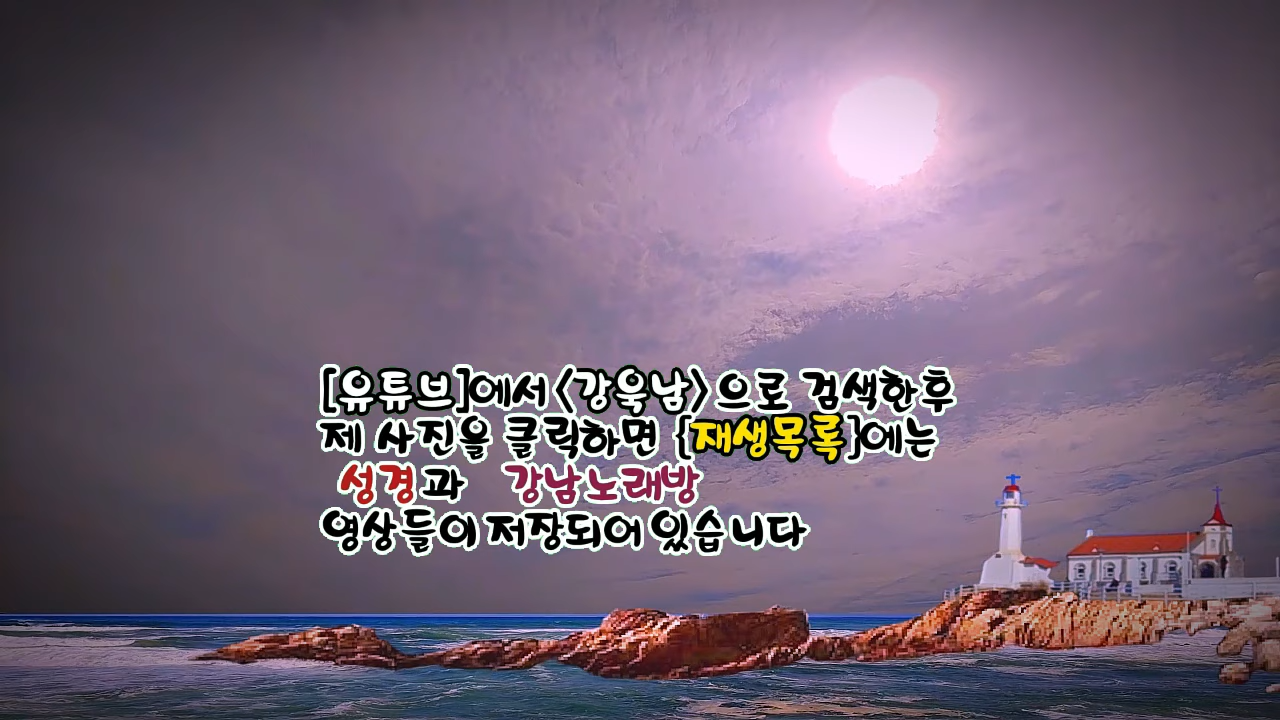 [유튜브]에서 <강욱남> 으로 검색한후
제 사진을 클릭하면 {재생목록}에는
성경과 강남노래방
영상들이 저장되어 있습니다